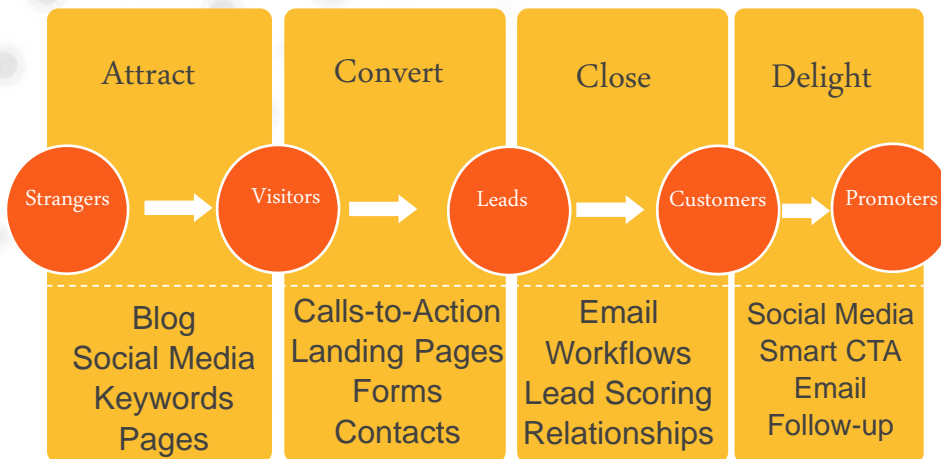 Attract
Convert
Close
Delight
Strangers
Visitors
Leads
Customers
Promoters
Blog
Social Media
Keywords
Pages
Calls-to-Action
Landing Pages
Forms
Contacts
Email
Workflows
Lead Scoring
Relationships
Social Media
Smart CTA
Email
Follow-up